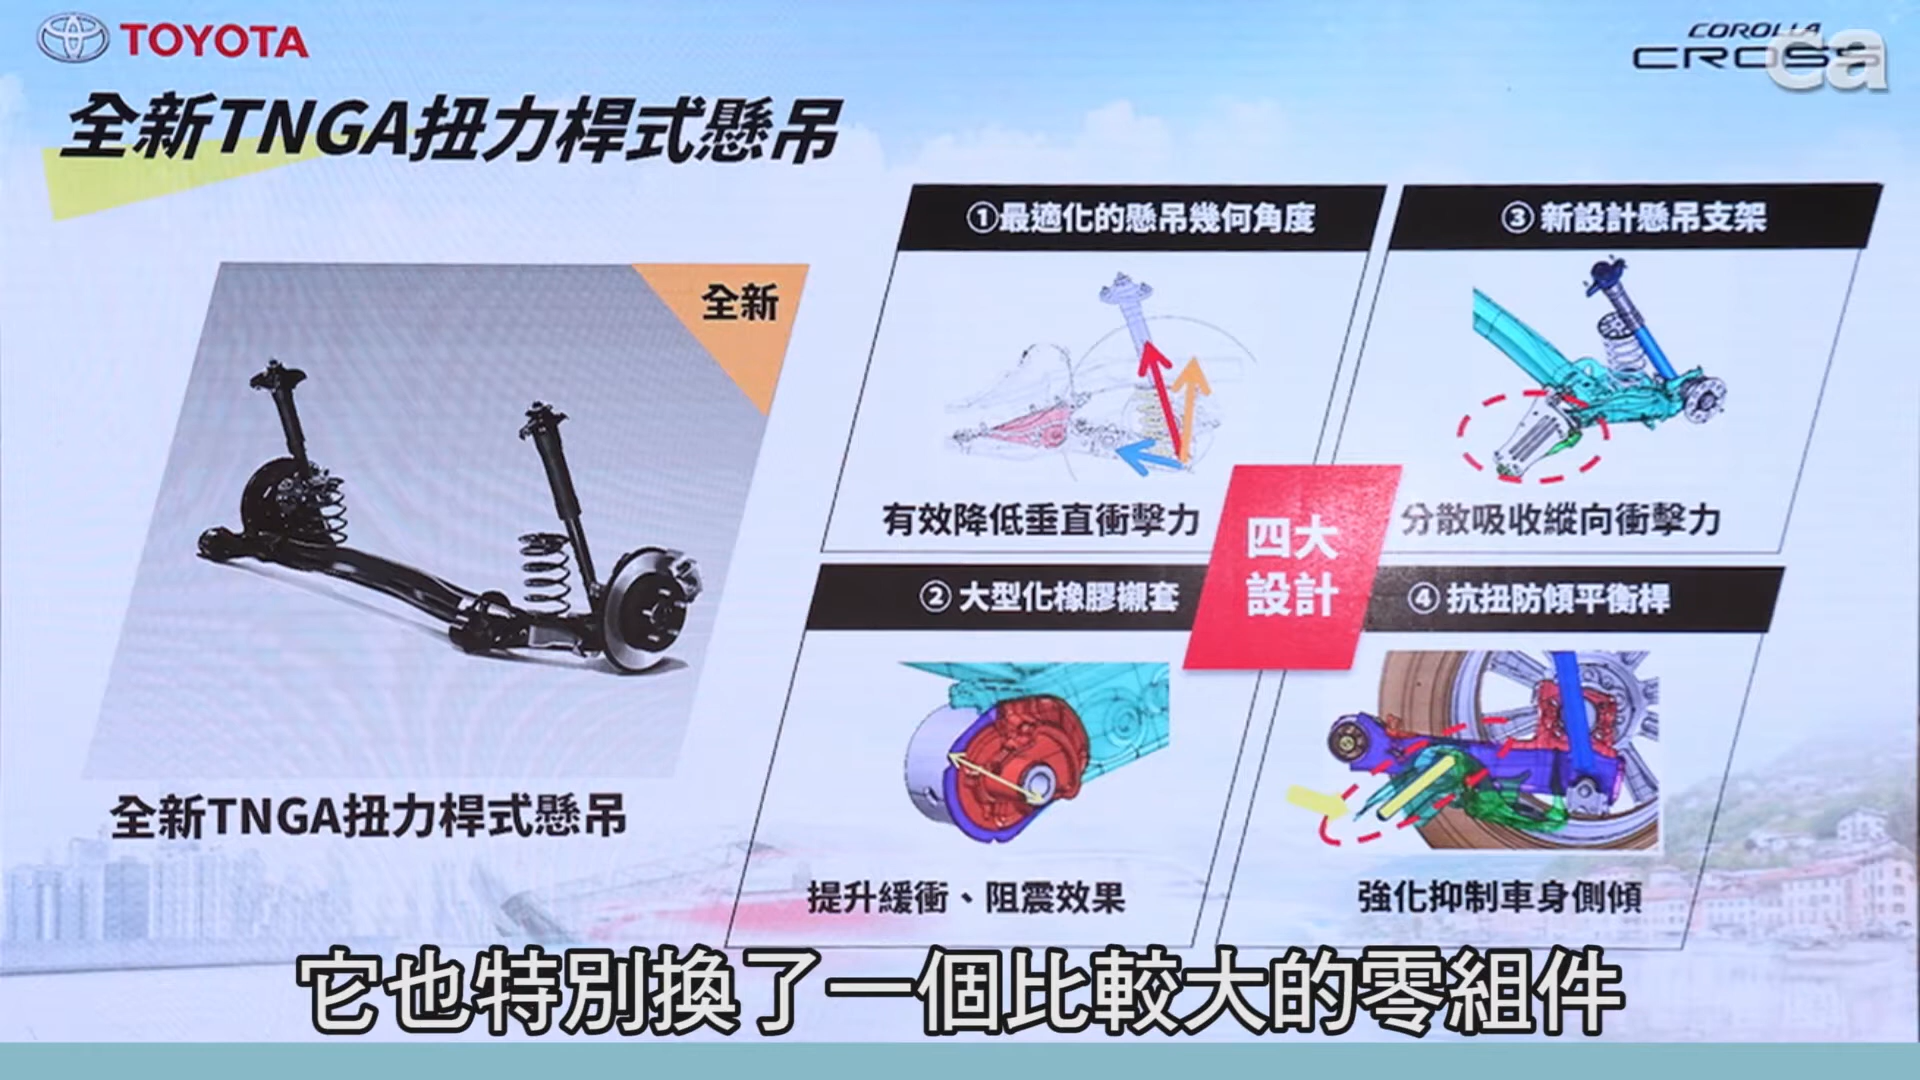 TOYOTA
COROLLA
CROSS
ca
全新TNGA扭力桿式懸吊
全新
全新TNGA扭力桿式懸吊
①最適化的懸吊幾何角度
有效降低垂直衝擊力
②大型化橡膠襯套
提升緩衝、阻震效果
③新設計懸吊支架
分散吸收縱向衝擊力
④抗扭防傾平衡桿
強化抑制車身側傾
四大
設計
它也特別換了一個比較大的零組件